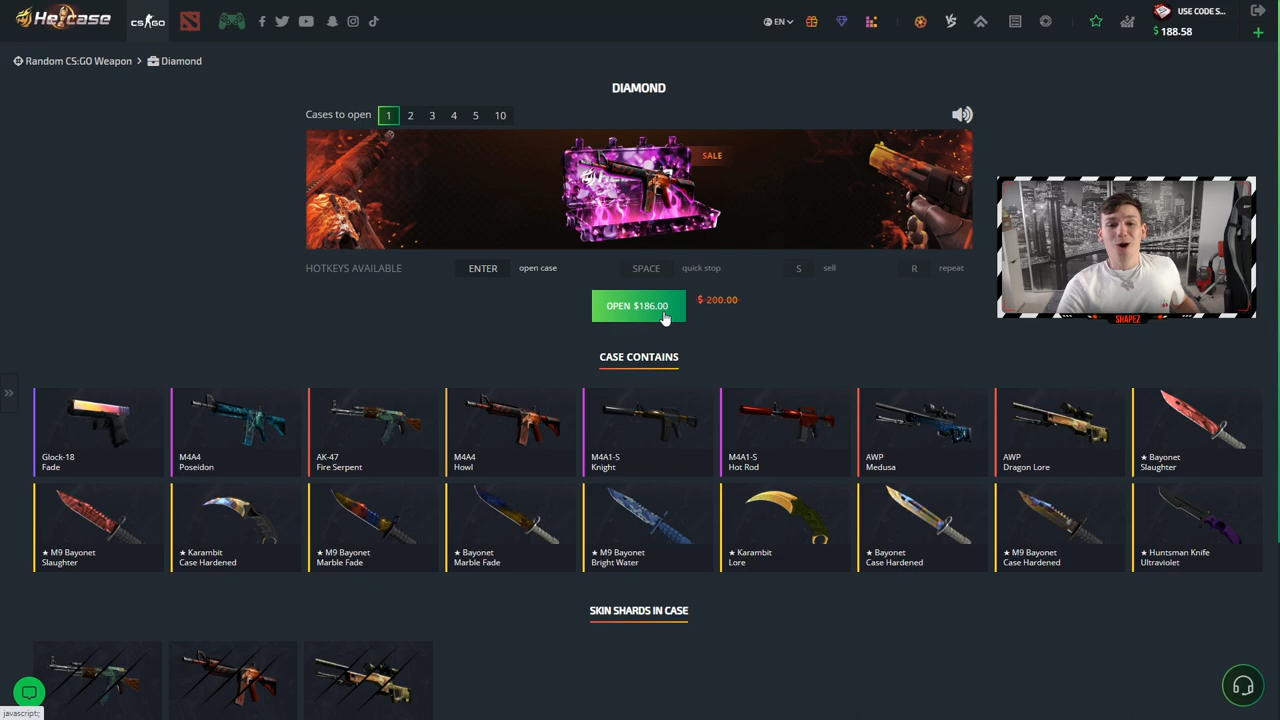 Hellcase
CS:GO
EN
USE CODE S...
$ 188.58
Random CS:GO Weapon > Diamond
DIAMOND
Cases to open 1 2 3 4 5 10
SALE
HOTKEYS AVAILABLE ENTER open case SPACE quick stop S sell R repeat
OPEN $186.00 $ 200.00
SHAPEZ
CASE CONTAINS
Glock-18
Fade
M4A4
Poseidon
AK-47
Fire Serpent
M4A4
Howl
M4A1-S
Knight
M4A1-S
Hot Rod
AWP
Medusa
AWP
Dragon Lore
★ Bayonet
Slaughter
★ M9 Bayonet
Slaughter
★ Karambit
Case Hardened
★ M9 Bayonet
Marble Fade
★ Bayonet
Marble Fade
★ M9 Bayonet
Bright Water
★ Karambit
Lore
★ Bayonet
Case Hardened
★ M9 Bayonet
Case Hardened
★ Huntsman Knife
Ultraviolet
SKIN SHARDS IN CASE
javascript:;